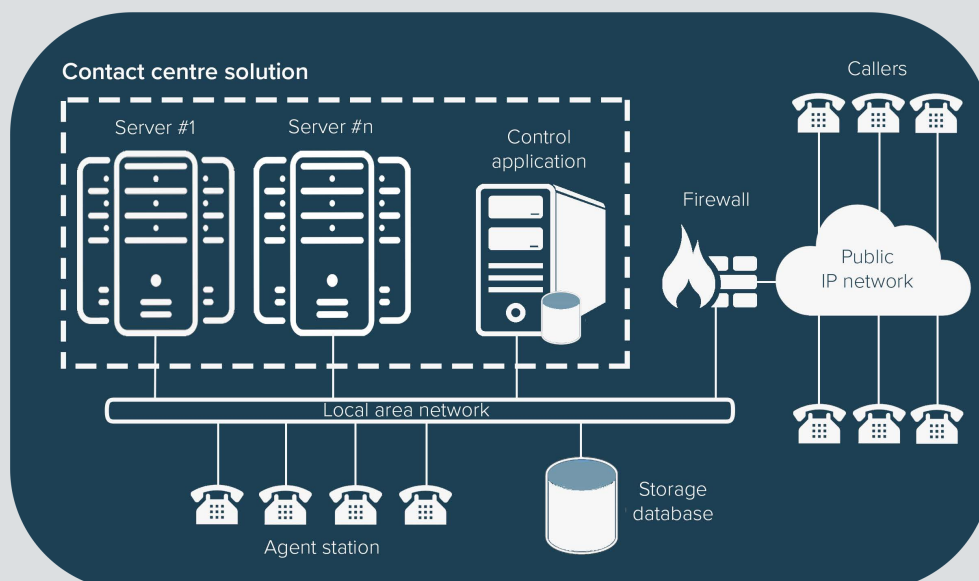 Contact centre solution
Server #1
Server #n
Control
application
Firewall
Callers
Public
IP network
Local area network
Agent station
Storage
database